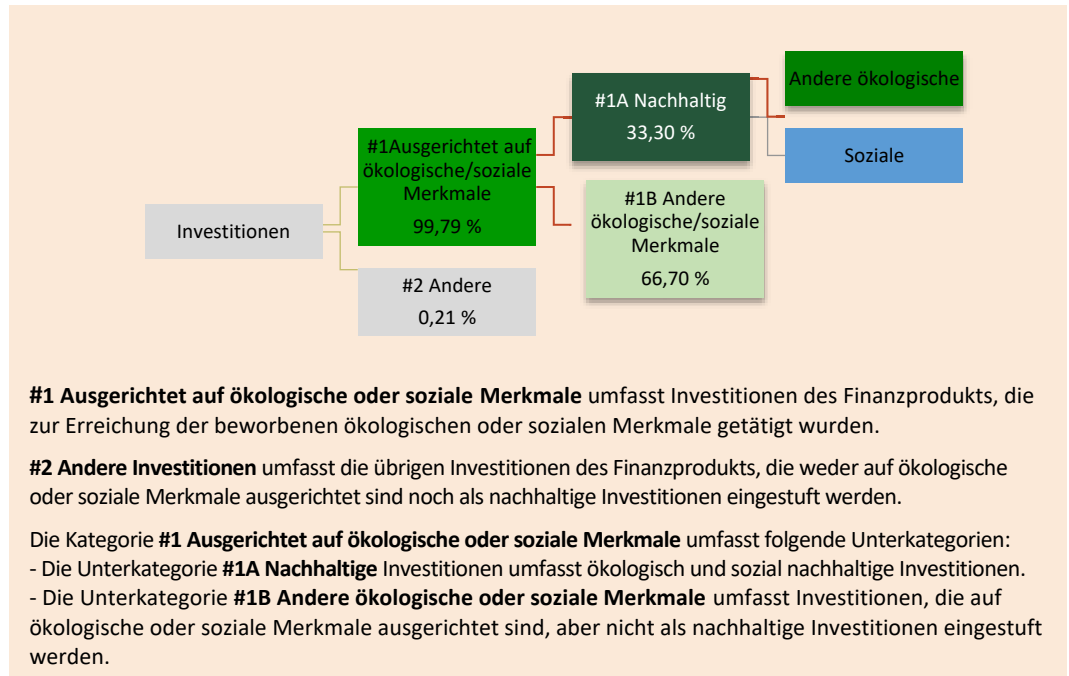 Investitionen
#1Ausgerichtet auf
ökologische/soziale
Merkmale
99,79 %
#2 Andere
0,21 %
#1A Nachhaltig
33,30 %
#1B Andere
ökologische/soziale
Merkmale
66,70 %
Andere ökologische
Soziale
#1 Ausgerichtet auf ökologische oder soziale Merkmale umfasst Investitionen des Finanzprodukts, die
zur Erreichung der beworbenen ökologischen oder sozialen Merkmale getätigt wurden.
#2 Andere Investitionen umfasst die übrigen Investitionen des Finanzprodukts, die weder auf ökologische
oder soziale Merkmale ausgerichtet sind noch als nachhaltige Investitionen eingestuft werden.
Die Kategorie #1 Ausgerichtet auf ökologische oder soziale Merkmale umfasst folgende Unterkategorien:
- Die Unterkategorie #1A Nachhaltige Investitionen umfasst ökologisch und sozial nachhaltige Investitionen.
- Die Unterkategorie #1B Andere ökologische oder soziale Merkmale umfasst Investitionen, die auf
ökologische oder soziale Merkmale ausgerichtet sind, aber nicht als nachhaltige Investitionen eingestuft
werden.